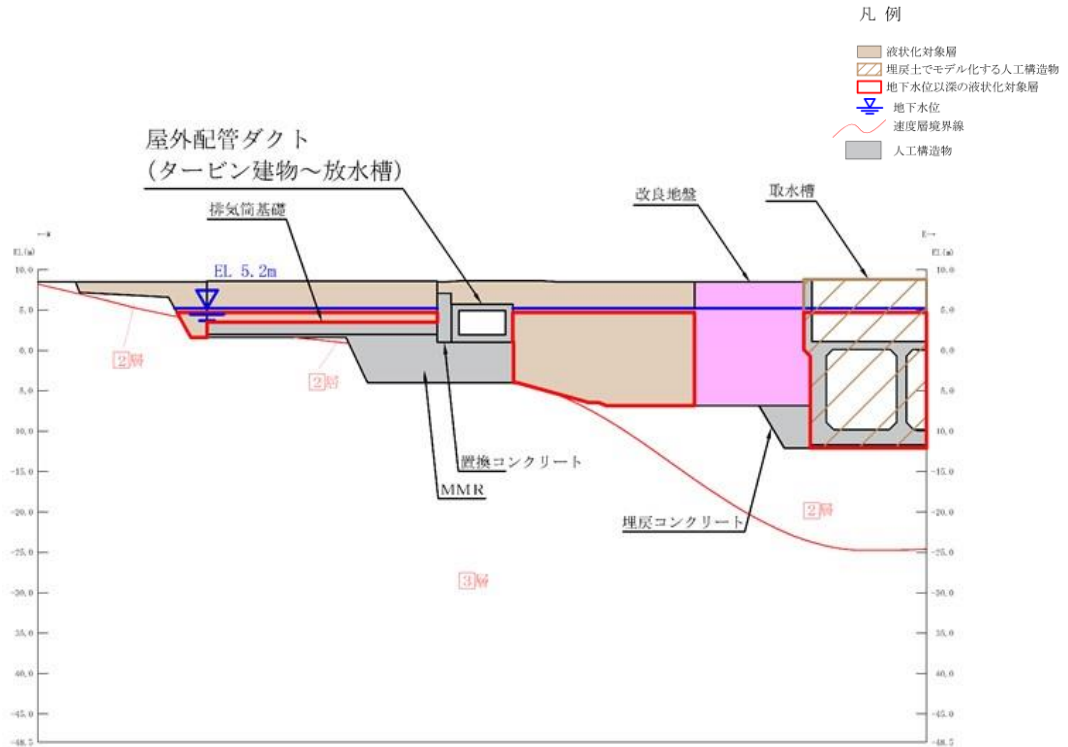 凡 例
液状化対象層
埋戻土でモデル化する人工構造物
地下水位以深の液状化対象層
地下水位
速度層境界線
人工構造物
屋外配管ダクト
(タービン建物~放水槽)
排気筒基礎
改良地盤
取水槽
←W
E→
EL(m)
EL(m)
EL 5.2m
10.0
5.0
0.0
5.0
10.0
-15.0
-20.0
-25.0
-30.0
35.0
40.0
-45.0
-48.5
2層
2層
置換コンクリート
MMR
埋戻コンクリート
2層
3層
10.0
5.0
0.0
5.0
10.0
-15.0
-20.0
-25.0
-30.0
35.0
40.0
-45.0
-48.5